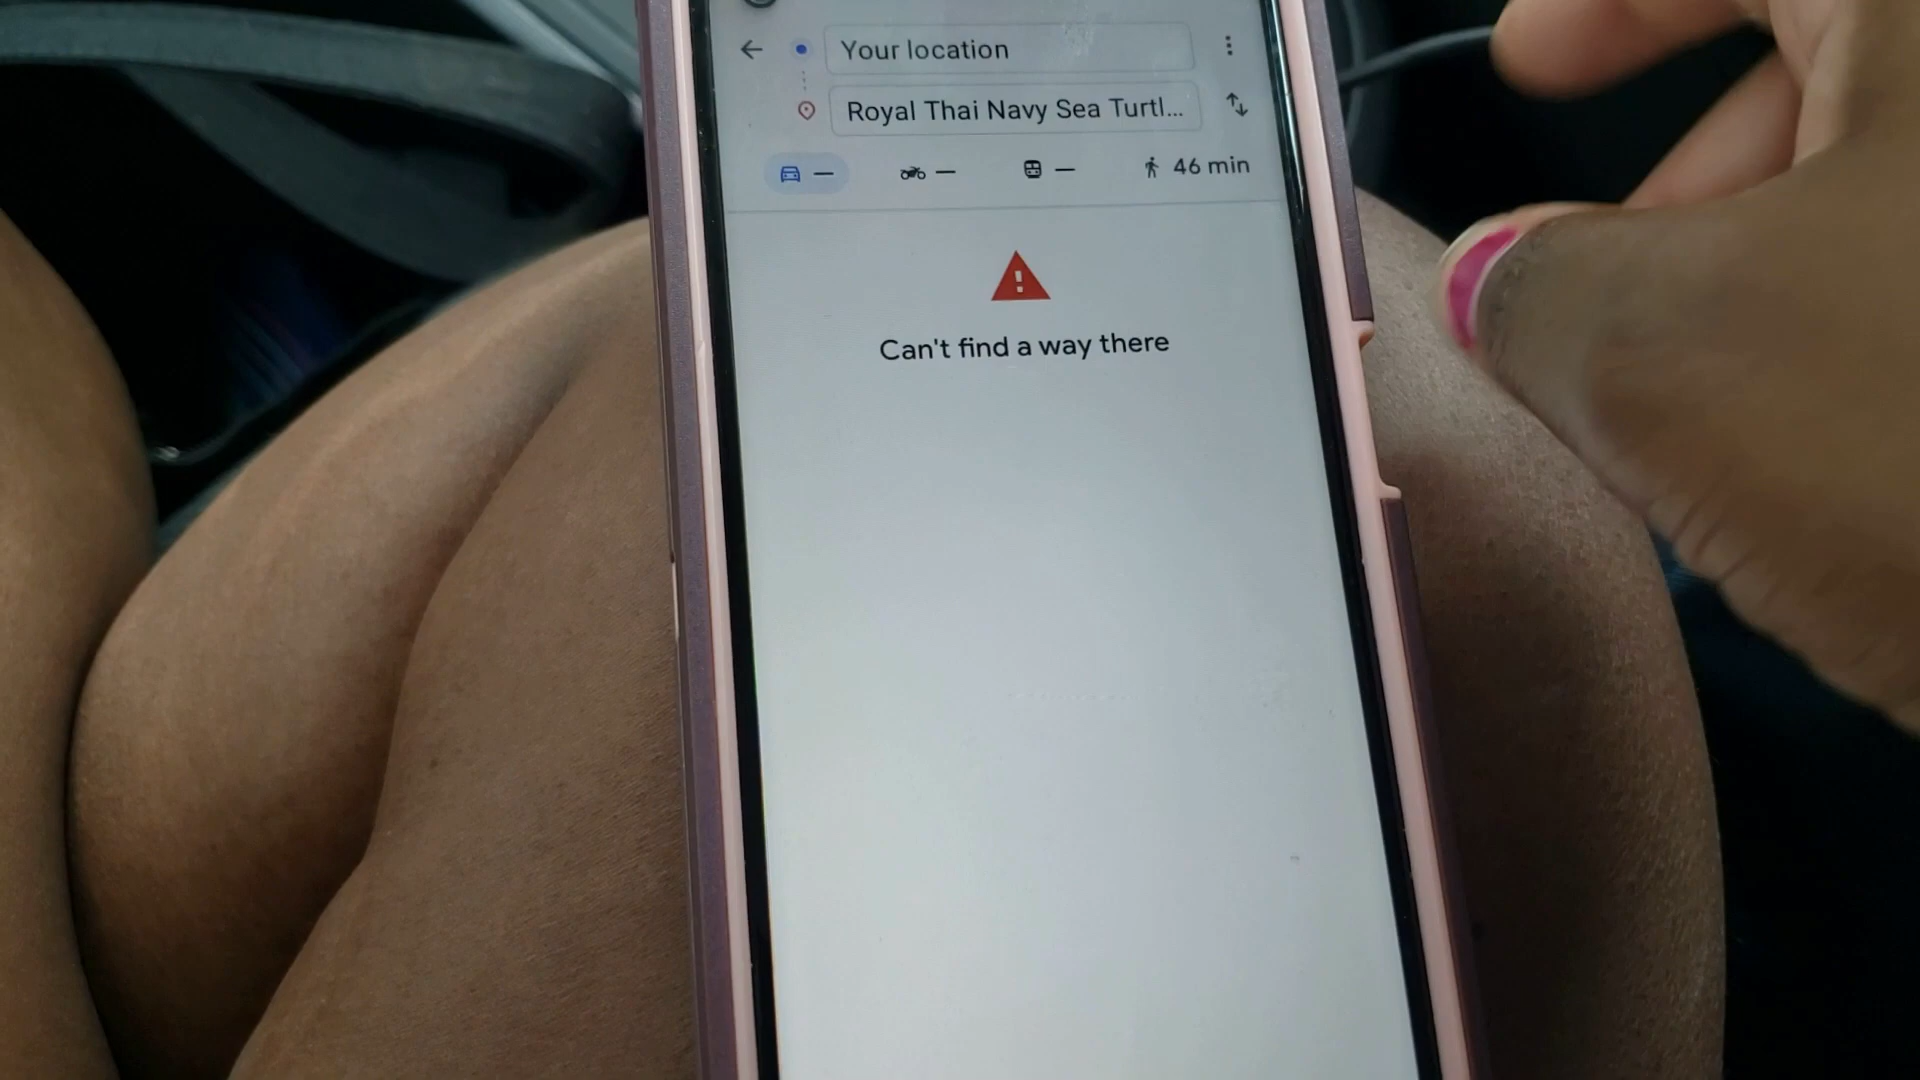 Your location
Royal Thai Navy Sea Turtl...
46 min
Can't find a way there